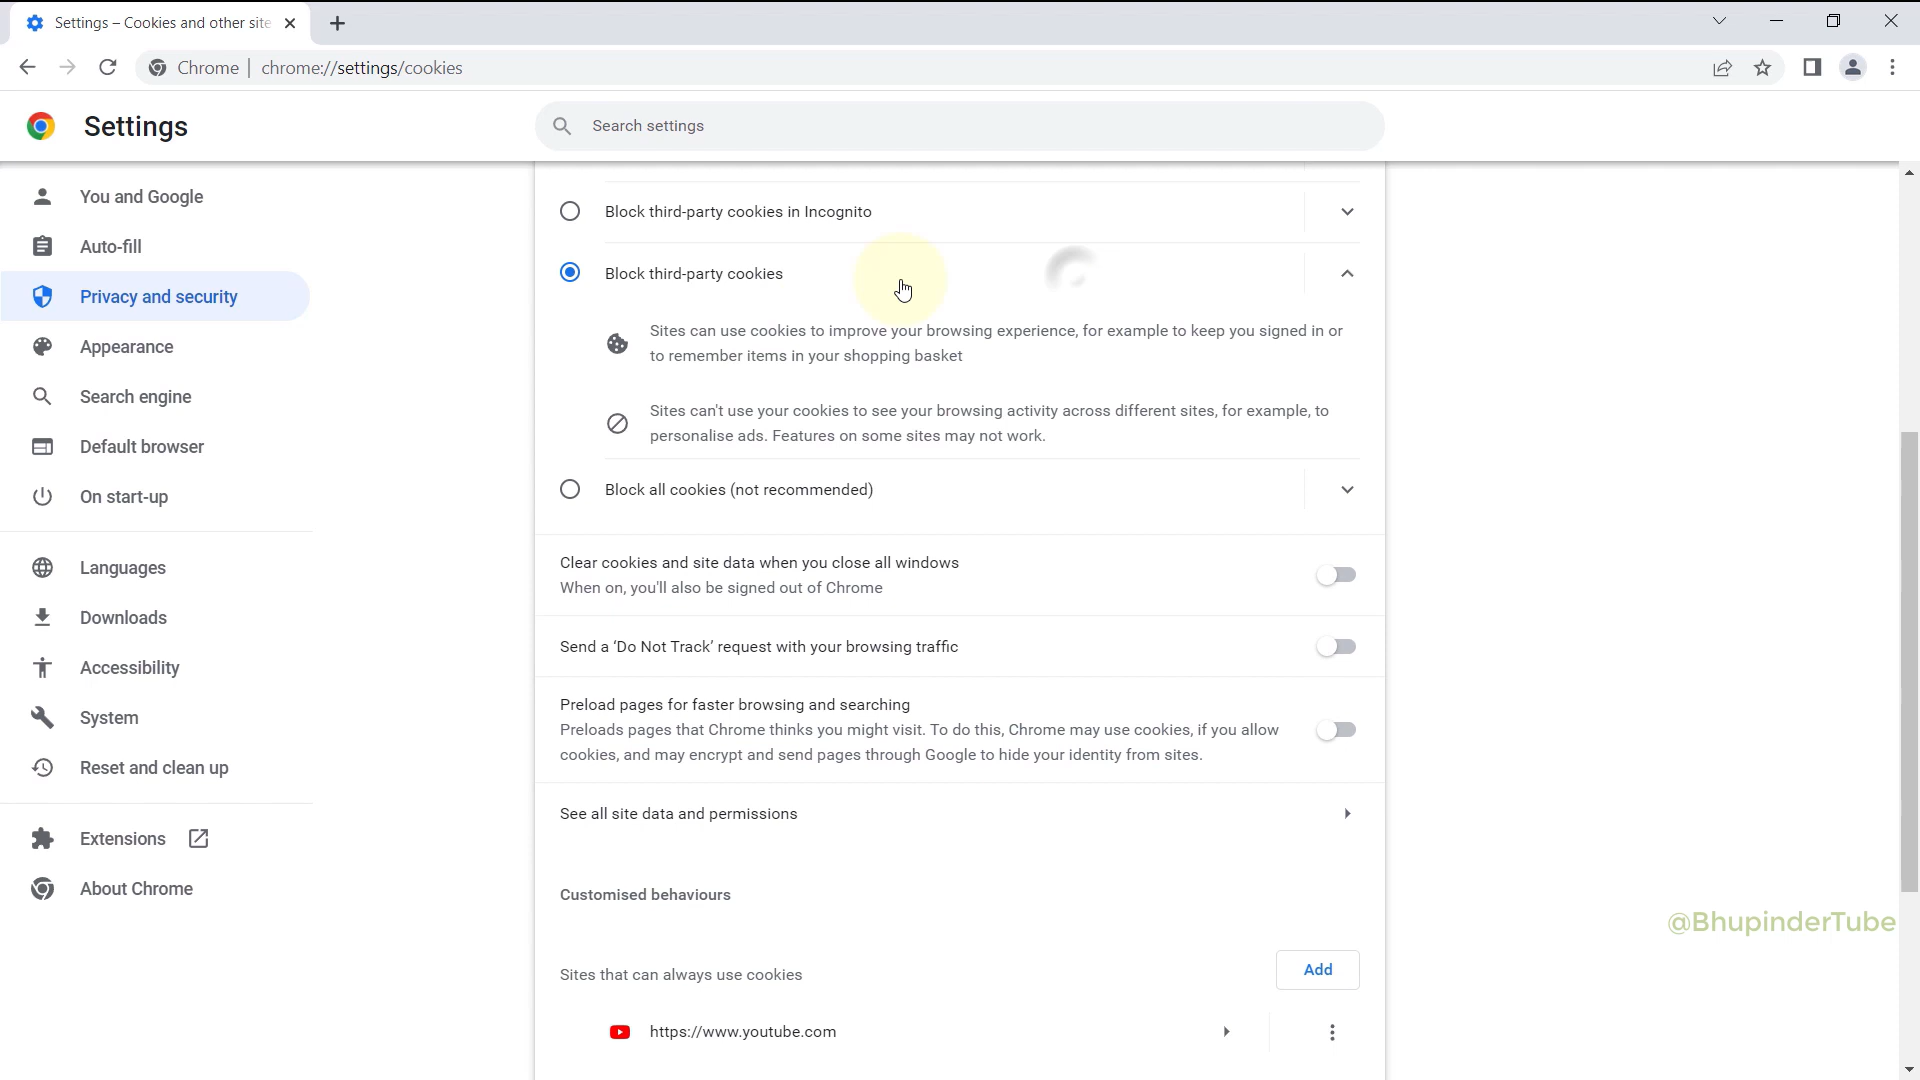 Settings – Cookies and other site
Chrome | chrome://settings/cookies
Settings
Search settings
You and Google
Auto-fill
Privacy and security
Appearance
Search engine
Default browser
On start-up
Languages
Downloads
Accessibility
System
Reset and clean up
Extensions
About Chrome
Block third-party cookies in Incognito
Block third-party cookies
Sites can use cookies to improve your browsing experience, for example to keep you signed in or
to remember items in your shopping basket
Sites can't use your cookies to see your browsing activity across different sites, for example, to
personalise ads. Features on some sites may not work.
Block all cookies (not recommended)
Clear cookies and site data when you close all windows
When on, you'll also be signed out of Chrome
Send a ‘Do Not Track’ request with your browsing traffic
Preload pages for faster browsing and searching
Preloads pages that Chrome thinks you might visit. To do this, Chrome may use cookies, if you allow
cookies, and may encrypt and send pages through Google to hide your identity from sites.
See all site data and permissions
Customised behaviours
Sites that can always use cookies
Add
https://www.youtube.com
@BhupinderTube